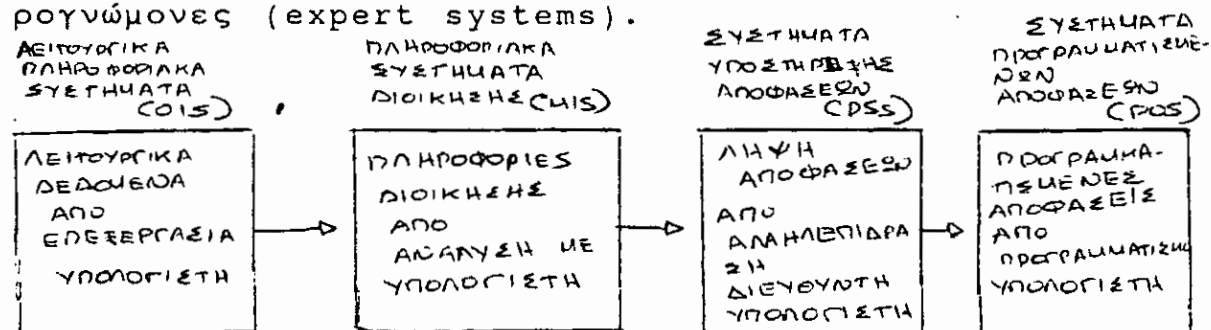 ρογνώμονες (expert systems).
ΛΕΙΤΟΥΡΓΙΚΑ
ΠΛΗΡΟΦΟΡΙΑΚΑ
ΣΥΣΤΗΜΑΤΑ
(OIS)
ΠΛΗΡΟΦΟΡΙΑΚΑ
ΣΥΣΤΗΜΑΤΑ
ΔΙΟΙΚΗΣΗΣ (MIS)
ΣΥΣΤΗΜΑΤΑ
ΥΠΟΣΤΗΡΙΞΗΣ
ΑΠΟΦΑΣΕΩΝ
(DSS)
ΣΥΣΤΗΜΑΤΑ
ΠΡΟΓΡΑΜΜΑΤΙΣΜΕ-
ΝΩΝ
ΑΠΟΦΑΣΕΩΝ
(PDS)
ΛΕΙΤΟΥΡΓΙΚΑ
ΔΕΔΟΜΕΝΑ
ΑΠΟ
ΕΠΕΞΕΡΓΑΣΙΑ
ΥΠΟΛΟΓΙΣΤΗ
ΠΛΗΡΟΦΟΡΙΕΣ
ΔΙΟΙΚΗΣΗΣ
ΑΠΟ
ΑΝΑΛΥΣΗ ΜΕ
ΥΠΟΛΟΓΙΣΤΗ
ΛΗΨΗ
ΑΠΟΦΑΣΕΩΝ
ΑΠΟ
ΑΛΛΗΛΕΠΙΔΡΑ
ΣΗ
ΔΙΕΥΘΥΝΤΗ
ΥΠΟΛΟΓΙΣΤΗ
ΠΡΟΓΡΑΜΜΑ-
ΤΙΣΜΕΝΕΣ
ΑΠΟΦΑΣΕΙΣ
ΑΠΟ
ΠΡΟΓΡΑΜΜΑΤΙΣΜΟ
ΥΠΟΛΟΓΙΣΤΗ